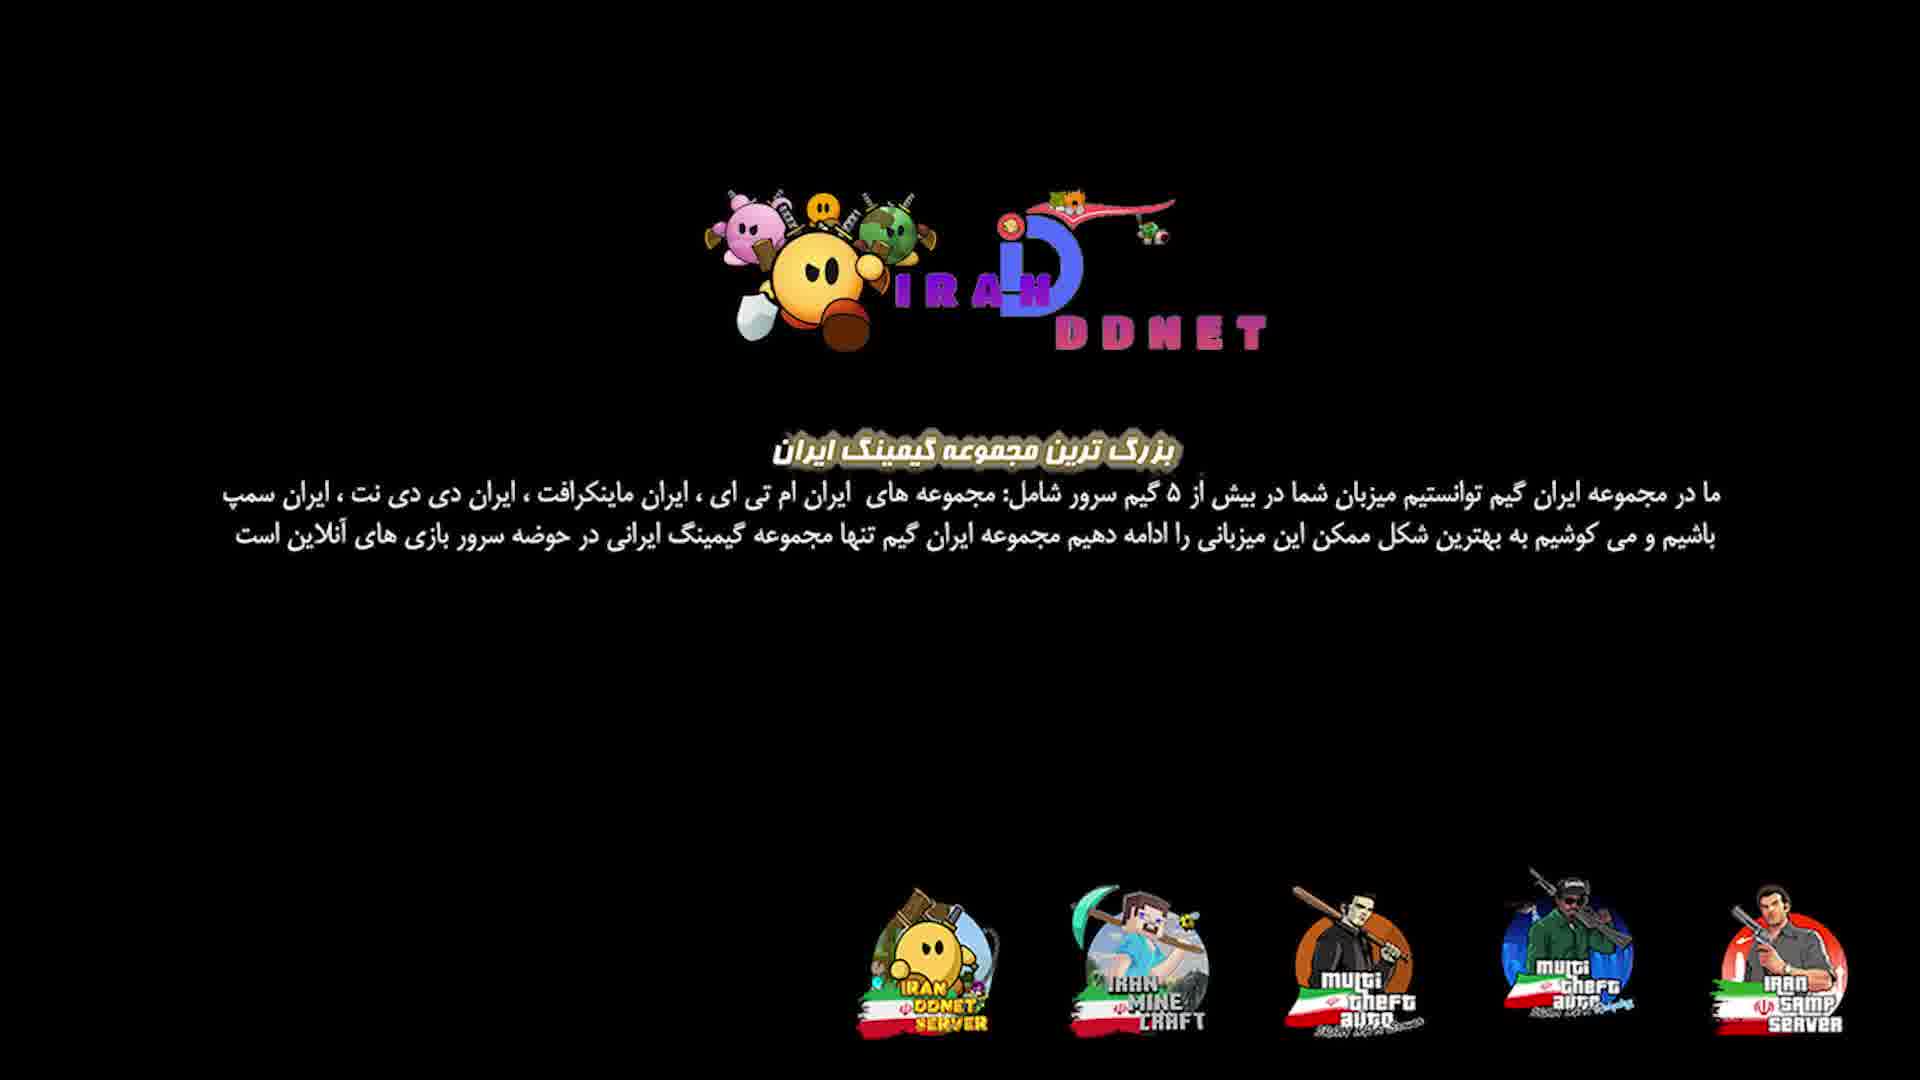 IRAN
DDNET
بزرگ ترین مجموعه گیمینگ ایران
ما در مجموعه ایران گیم توانستیم میزبان شما در بیش از ۵ گیم سرور شامل: مجموعه های ایران ام تی ای ، ایران ماینکرافت ، ایران دی دی نت ، ایران سمپ
باشیم و می کوشیم به بهترین شکل ممکن این میزبانی را ادامه دهیم مجموعه ایران گیم تنها مجموعه گیمینگ ایرانی در حوضه سرور بازی های آنلاین است
IRAN
DDNET
SERVER
IRAN
MINE
CRAFT
multi
theft
auto
multi
theft
auto
IRAN
SAMP
SERVER